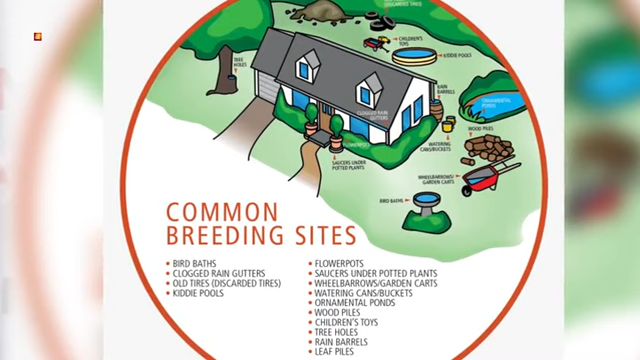 (DISCARDED TIRES)
CHILDREN'S
TOYS
KIDDIE POOLS
TREE
HOLES
RAIN
BARRELS
ORNAMENTAL
PONDS
CLOGGED RAIN
GUTTERS
WATERING
CANS/BUCKETS
WOOD PILES
FLOWERPOTS
SAUCERS UNDER
POTTED PLANTS
WHEELBARROWS/
GARDEN CARTS
BIRD BATHS
COMMON
BREEDING SITES
• BIRD BATHS
• CLOGGED RAIN GUTTERS
• OLD TIRES (DISCARDED TIRES)
• KIDDIE POOLS
• FLOWERPOTS
• SAUCERS UNDER POTTED PLANTS
• WHEELBARROWS/GARDEN CARTS
• WATERING CANS/BUCKETS
• ORNAMENTAL PONDS
• WOOD PILES
• CHILDREN'S TOYS
• TREE HOLES
• RAIN BARRELS
• LEAF PILES